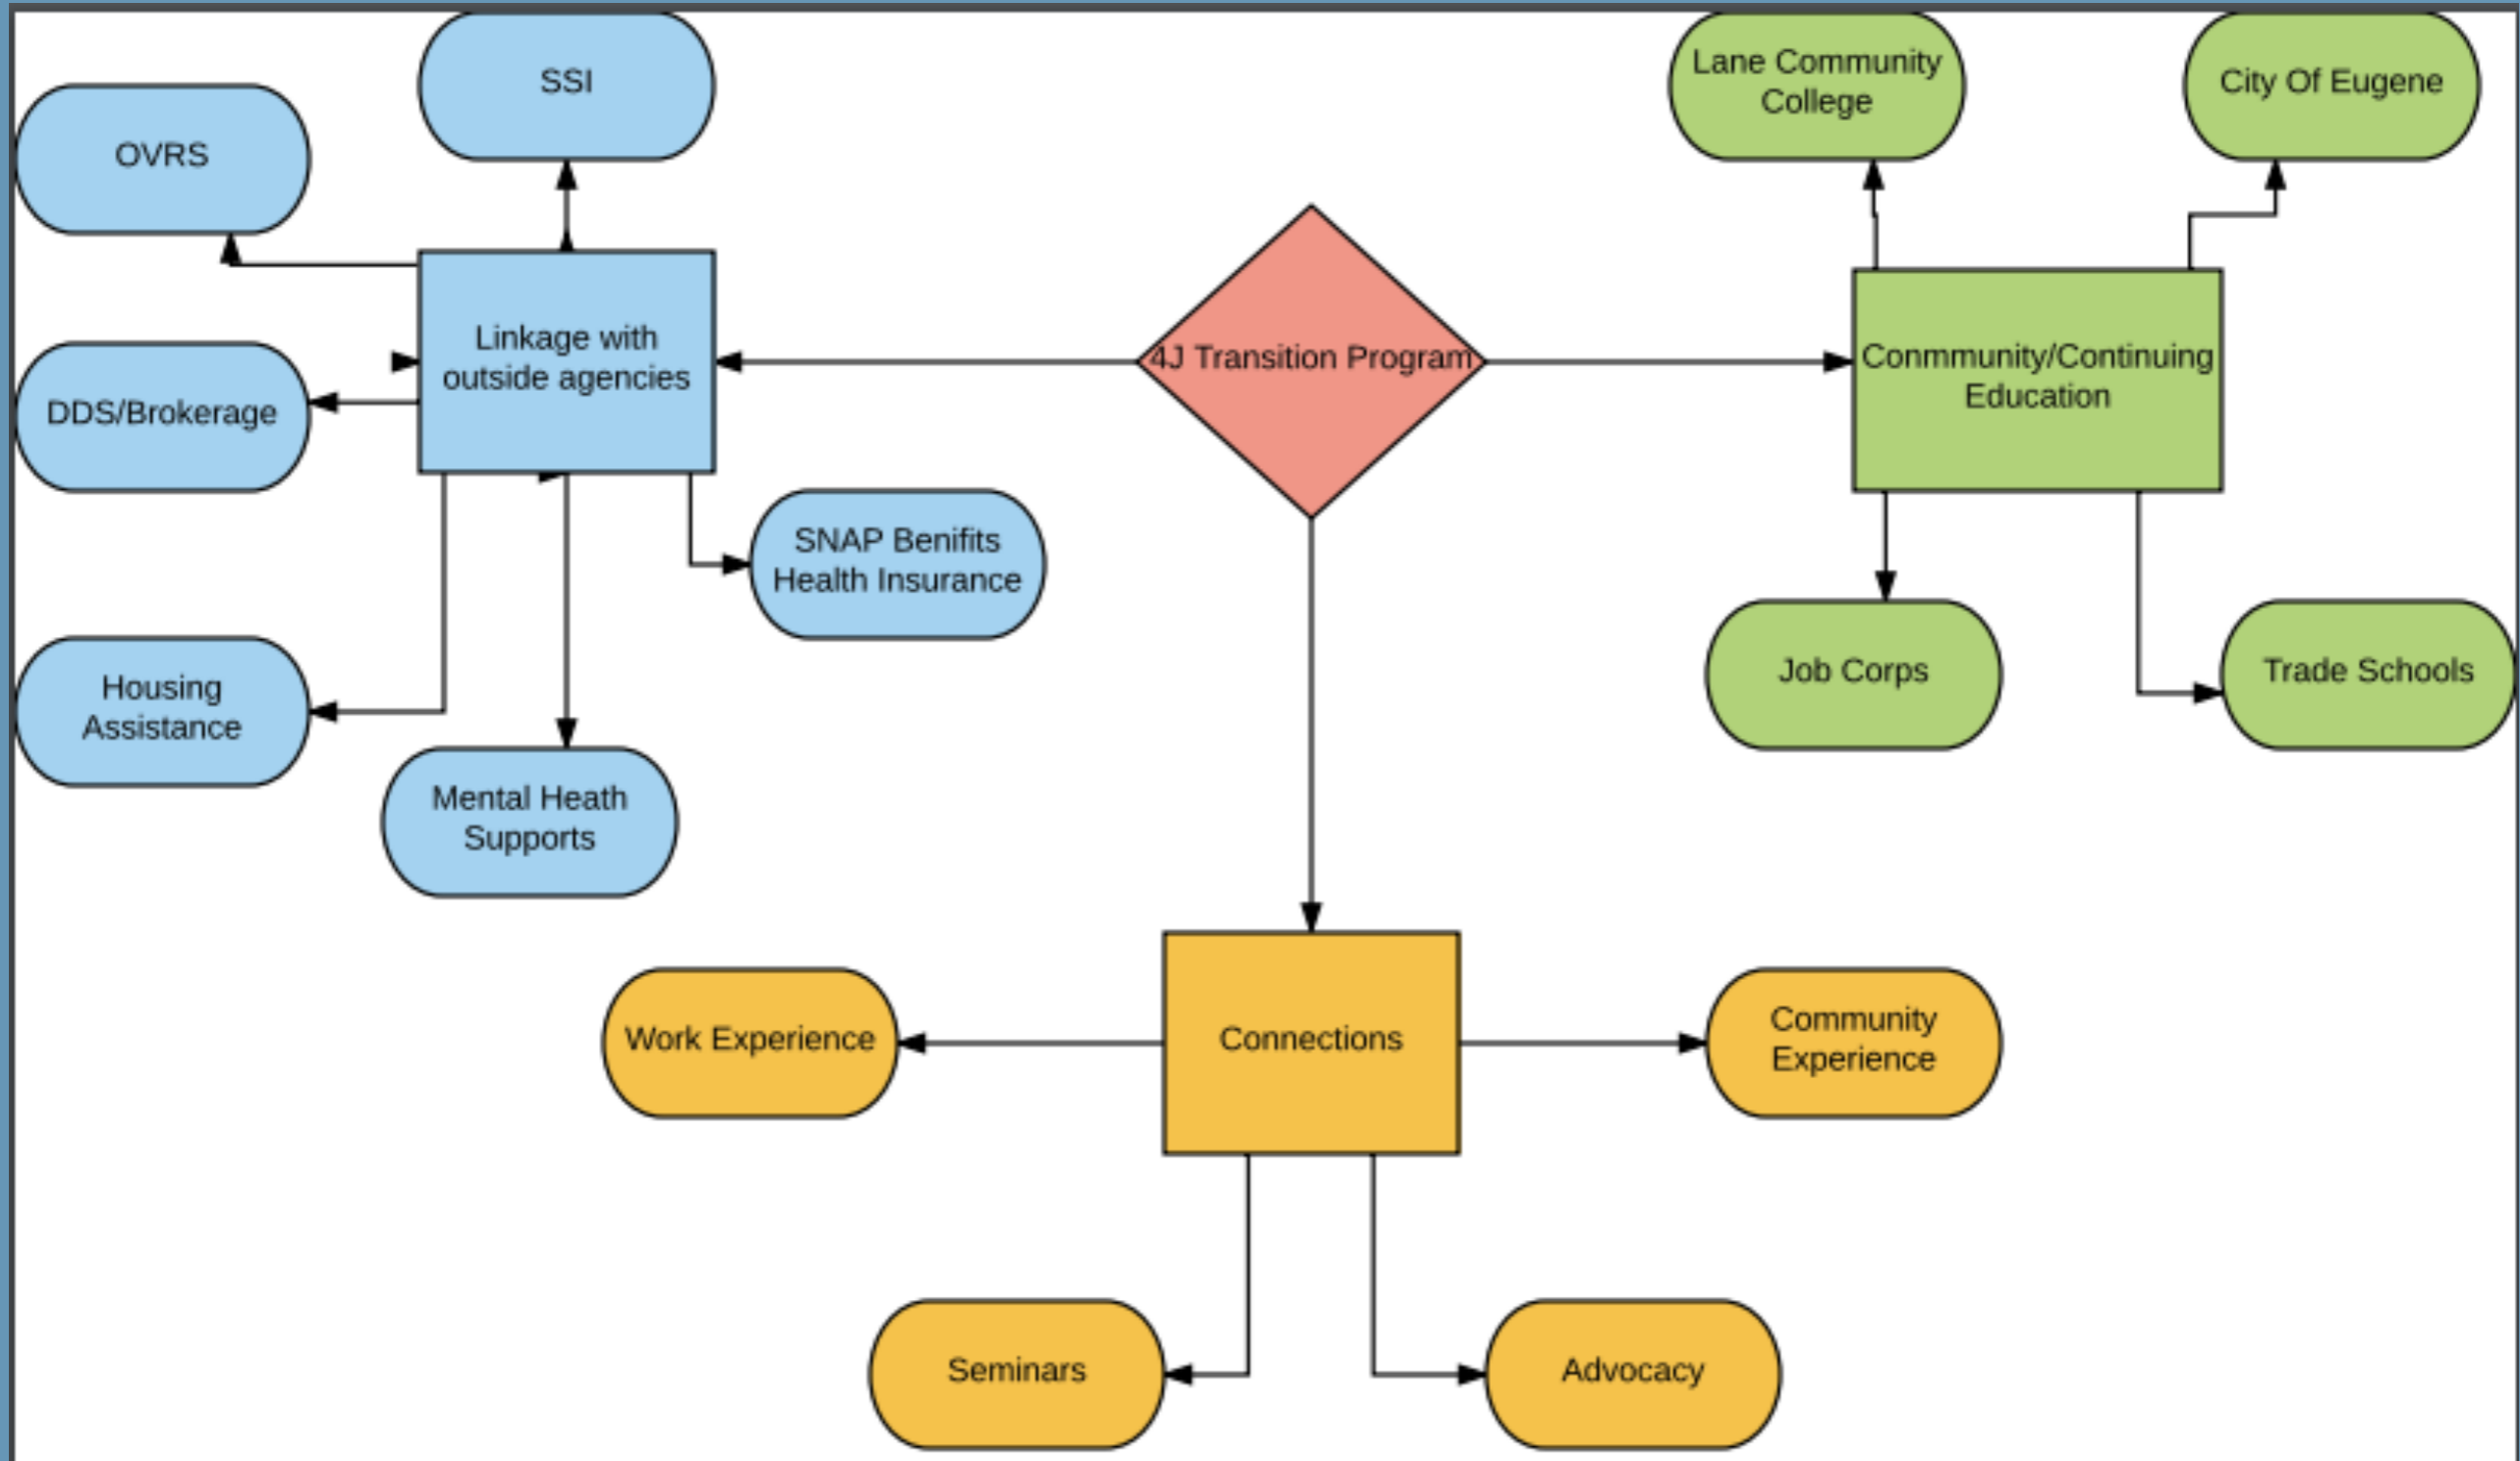 SSI
Lane Community
College
City Of Eugene
OVRS
Linkage with
outside agencies
4J Transition Program
Conmmunity/Continuing
Education
DDS/Brokerage
SNAP Benifits
Health Insurance
Housing
Assistance
Job Corps
Trade Schools
Mental Heath
Supports
Work Experience
Connections
Community
Experience
Seminars
Advocacy